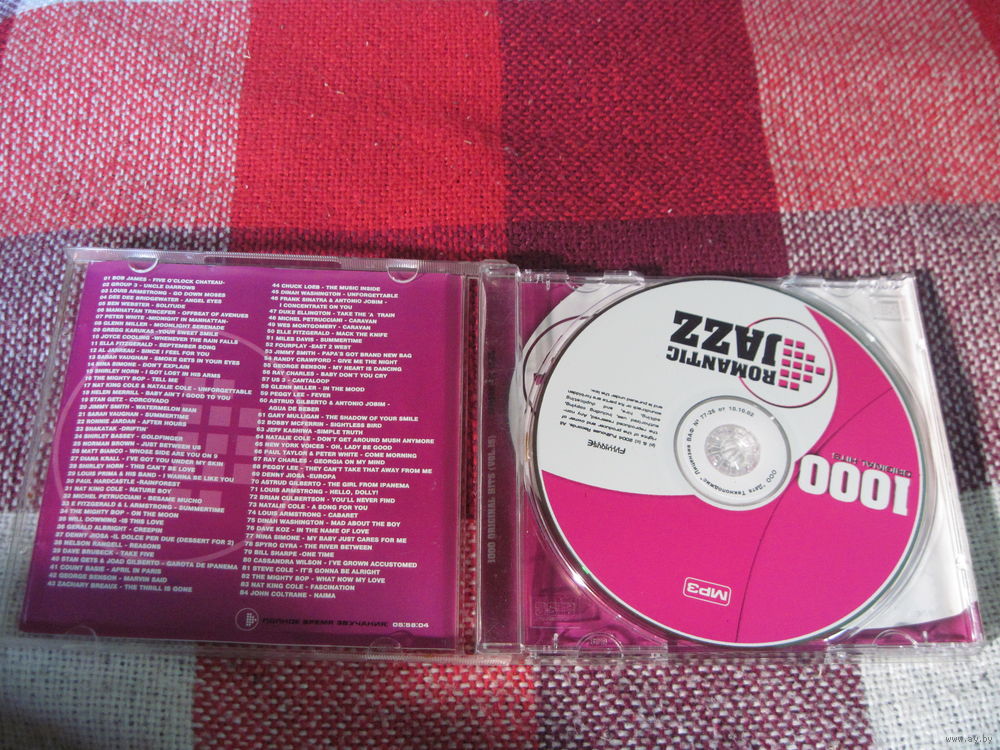 01 BOB JAMES - FIVE O'CLOCK CHATEAU-
02 GROUP 3 - UNCLE DARROWS
03 LOUIS ARMSTRONG - GO DOWN MOSES
04 DEE DEE BRIDGEWATER - ANGEL EYES
05 BEN WEBSTER - SOLITUDE
06 MANHATTAN TRICEFER - OFFBEAT OF AVENUES
07 PETER WHITE -MIDNIGHT IN MANHATTAN-
08 GLENN MILLER - MOONLIGHT SERENADE
09 GREGG KARUKAS -YOUR SWEET SMILE
10 JOYCE COOLING -WHENEVER THE RAIN FALLS
11 ELLA FITZGERALD - SEPTEMBER SONG
12 AL JARREAU - SINCE I FELL FOR YOU
13 SARAH VAUGHAN - SMOKE GETS IN YOUR EYES
14 NINA SIMONE - DON'T EXPLAIN
15 SHIRLEY HORN - I GOT LOST IN HIS ARMS
16 THE MIGHTY BOP - TELL ME
17 NAT KING COLE & NATALIE COLE - UNFORGETTABLE
18 HELEN MERRILL - BABY AIN'T I GOOD TO YOU
19 STAN GETZ - CORCOVADO
20 JIMMY SMITH - WATERMELON MAN
21 SARAH VAUGHAN - SUMMERTIME
22 RONNIE JARDAN - AFTER HOURS
23 SHAKATAK -DRIFTIN'
24 SHIRLEY BASSEY - GOLDFINGER
25 NORMAN BROWN - JUST BETWEEN US
26 MATT BIANCO - WHOSE SIDE ARE YOU ON 9
27 DIANA KRALL - I'VE GOT YOU UNDER MY SKIN
28 SHIRLEY HORN - THIS CAN'T BE LOVE
29 LOUIS PRIMA & HIS BAND - I WANNA BE LIKE YOU
30 PAUL HARDCASTLE -RAINFOREST
31 NAT KING COLE - NATURE BOY
32 MICHEL PETRUCCIANI - BESAME MUCHO
33 E FITZGERALD & L ARMSTRONG - SUMMERTIME
34 THE MIGHTY BOP - ON THE MOON
35 WILL DOWNING -IS THIS LOVE
36 GERALD ALBRIGHT - CREEPIN
37 DENNY JIOSA -IL DOLCE PER DUE (DESSERT FOR 2)
38 NELSON RANGELL - REASONS
39 DAVE BRUBECK - TAKE FIVE
40 STAN GETS & JOAO GILBERTO - GAROTA DE IPANEMA
41 COUNT BASIE - APRIL IN PARIS
42 GEORGE BENSON - MARVIN SAID
43 ZACHARY BREAUX - THE THRILL IS GONE
44 CHUCK LOEB - THE MUSIC INSIDE
45 DINAH WASHINGTON - UNFORGETTABLE
46 FRANK SINATRA & ANTONIO JOBIM -
I CONCENTRATE ON YOU
47 DUKE ELLINGTON - TAKE THE 'A TRAIN
48 MICHEL PETRUCCIANI - CARAVAN
49 WES MONTGOMERY - CARAVAN
50 ELLE FITZGERALD - MACK THE KNIFE
51 MILES DAVIS - SUMMERTIME
52 FOURPLAY -EAST 2 WEST
53 JIMMY SMITH - PAPA'S GOT BRAND NEW BAG
54 RANDY CRAWFORD - GIVE ME THE NIGHT
55 GEORGE BENSON - MY HEART IS DANCING
56 RAY CHARLES - BABY DON'T YOU CRY
57 US 3 - CANTALOOP
58 GLENN MILLER - IN THE MOOD
59 PEGGY LEE - FEVER
60 ASTRUD GILBERTO & ANTONIO JOBIM -
AGUA DE BEBER
61 GARY MULLIGAN - THE SHADOW OF YOUR SMILE
62 BOBBY MCFERRIN - SIGHTLESS BIRD
63 JEFF KASHIWA -SIMPLE TRUTH
64 NATALIE COLE - DON'T GET AROUND MUSH ANYMORE
65 NEW YORK VOICES - OH, LADY BE GOOD
66 PAUL TAYLOR & PETER WHITE - COME MORNING
67 RAY CHARLES - GEORGIA ON MY MIND
68 PEGGY LEE - THEY CAN'T TAKE THAT AWAY FROM ME
69 DENNY JIOSA -EUROPA
70 ASTRUD GILBERTO - THE GIRL FROM IPANEMA
71 LOUIS ARMSTRONG - HELLO, DOLLY!
72 BRIAN CULBERTSON - YOU'LL NEVER FIND
73 NATALIE COLE - A SONG FOR YOU
74 LOUIS ARMSTRONG - CABARET
75 DINAH WASHINGTON - MAD ABOUT THE BOY
76 DAVE KOZ - IN THE NAME OF LOVE
77 NINA SIMONE - MY BABY JUST CARES FOR ME
78 SPYRO GYRA - THE RIVER BETWEEN
79 BILL SHARPE -ONE TIME
80 CASSANDRA WILSON - I'VE GROWN ACCUSTOMED
81 STEVE COLE - IT'S GONNA BE ALRIGHT
82 THE MIGHTY BOP - WHAT NOW MY LOVE
83 NAT KING COLE - FASCINATION
84 JOHN COLTRANE - NAIMA
ПОЛНОЕ ВРЕМЯ ЗВУЧАНИЯ: 05:58:04
1000 ORIGINAL HITS (VOL.15)
1000
ORIGINAL HITS
ROMANTIC
JAZZ
MP3
ООО "Дата Технолоджис" Лицензия ВАФ № 77-25 от 10.10.02
www.ay.by